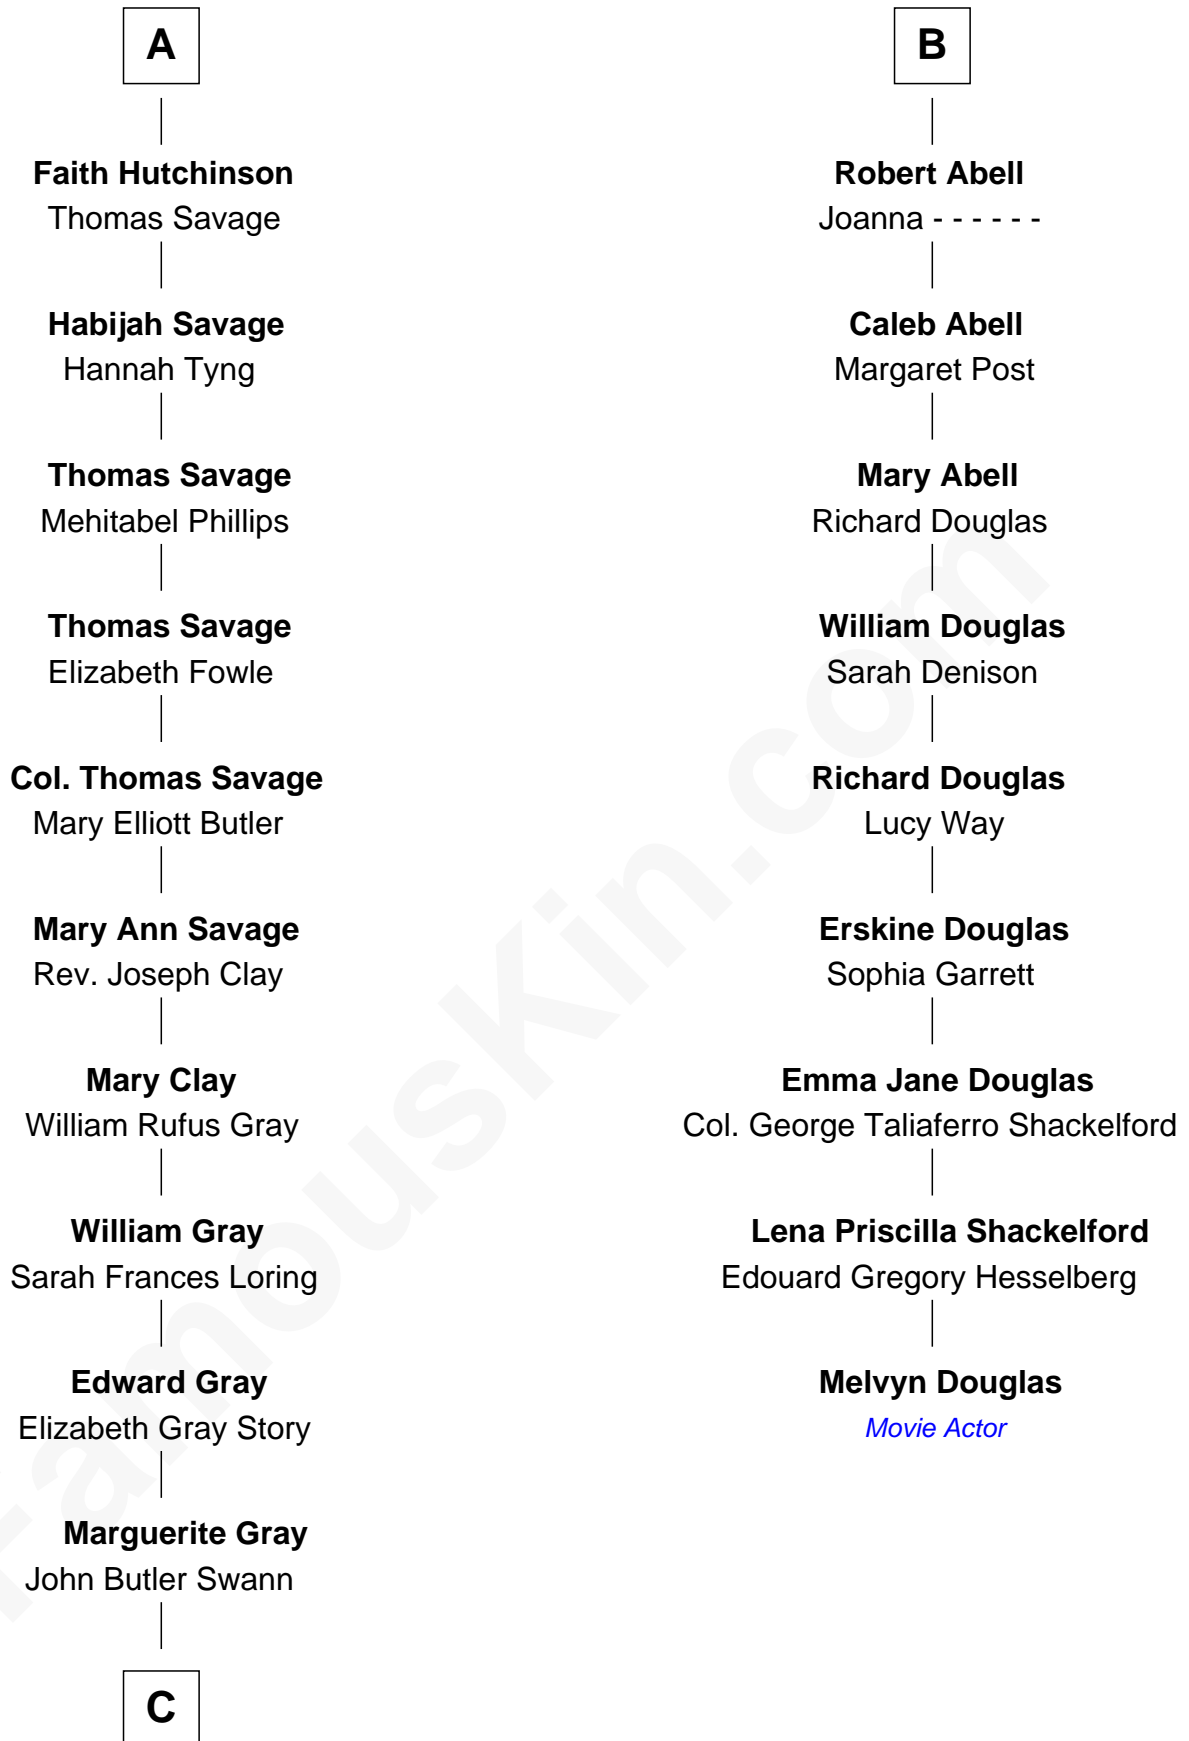 A
Faith Hutchinson
Thomas Savage
Habijah Savage
Hannah Tyng
Thomas Savage
Mehitabel Phillips
Thomas Savage
Elizabeth Fowle
Col. Thomas Savage
Mary Elliott Butler
Mary Ann Savage
Rev. Joseph Clay
Mary Clay
William Rufus Gray
William Gray
Sarah Frances Loring
Edward Gray
Elizabeth Gray Story
Marguerite Gray
John Butler Swann
C
B
Robert Abell
Joanna - - - - - -
Caleb Abell
Margaret Post
Mary Abell
Richard Douglas
William Douglas
Sarah Denison
Richard Douglas
Lucy Way
Erskine Douglas
Sophia Garrett
Emma Jane Douglas
Col. George Taliaferro Shackelford
Lena Priscilla Shackelford
Edouard Gregory Hesselberg
Melvyn Douglas
Movie Actor
FamousKin.com